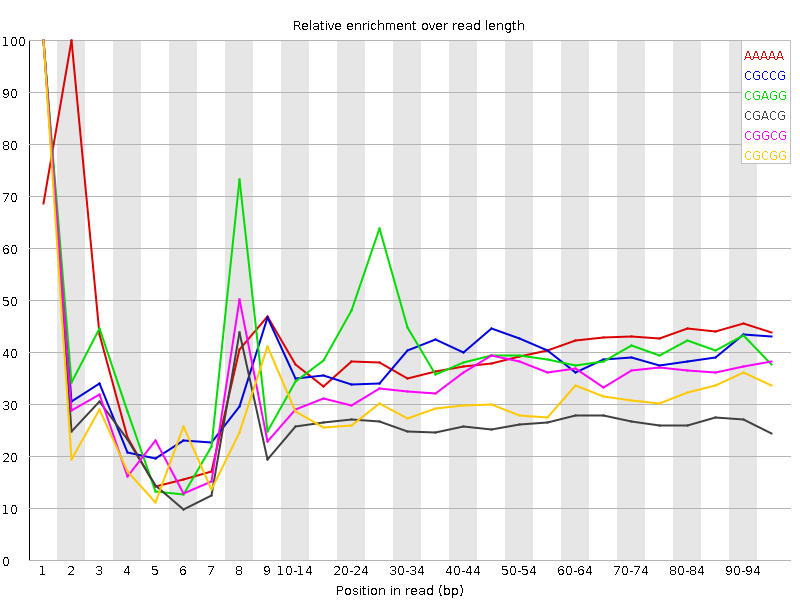 Relative enrichment over read length
100
90
80
70
60
50
40
30
20
10
0
AAAAA
CGCCG
CGAGG
CGACG
CGGCG
CGCGG
1 2 3 4 5 6 7 8 9 10-14 20-24 30-34 40-44 50-54 60-64 70-74 80-84 90-94
Position in read (bp)